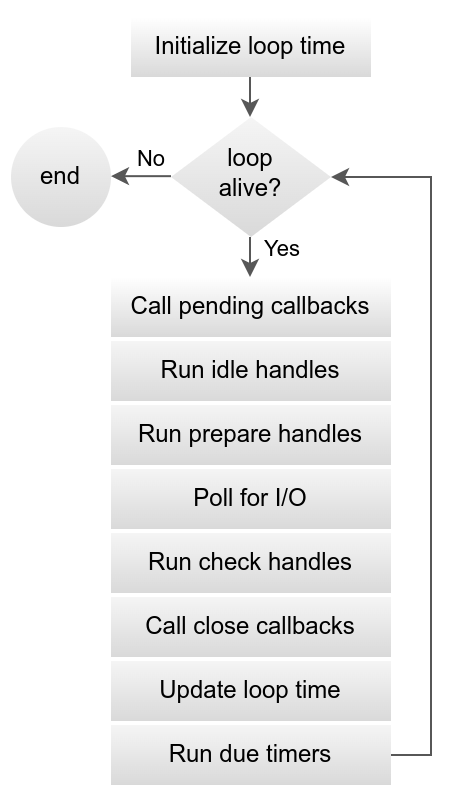 Initialize loop time
loop
alive?
No
end
Yes
Call pending callbacks
Run idle handles
Run prepare handles
Poll for I/O
Run check handles
Call close callbacks
Update loop time
Run due timers